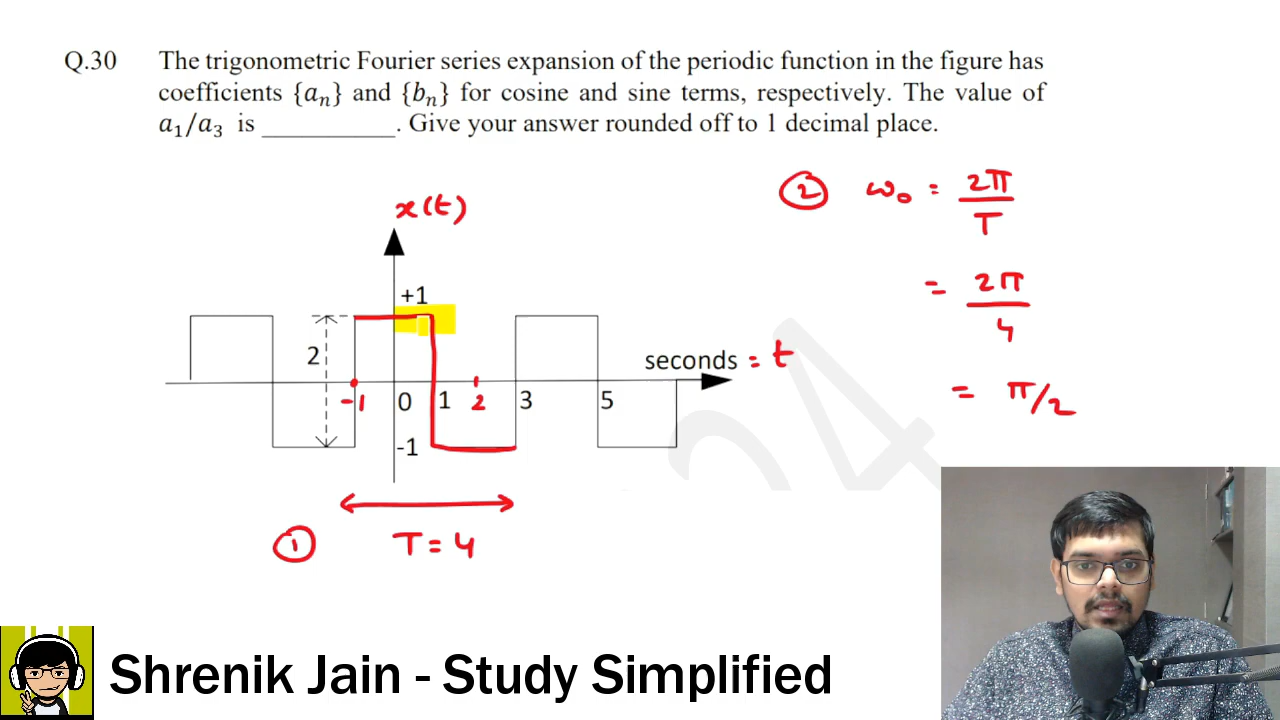 Q.30 The trigonometric Fourier series expansion of the periodic function in the figure has
coefficients {aₙ} and {bₙ} for cosine and sine terms, respectively. The value of
a₁/a₃ is ____________. Give your answer rounded off to 1 decimal place.
② ω₀ = 2π/T
x(t)
= 2π/4
+1
2
seconds = t
= π/2
-1 0 1 2 3 5
-1
24
① T = 4
Shrenik Jain - Study Simplified